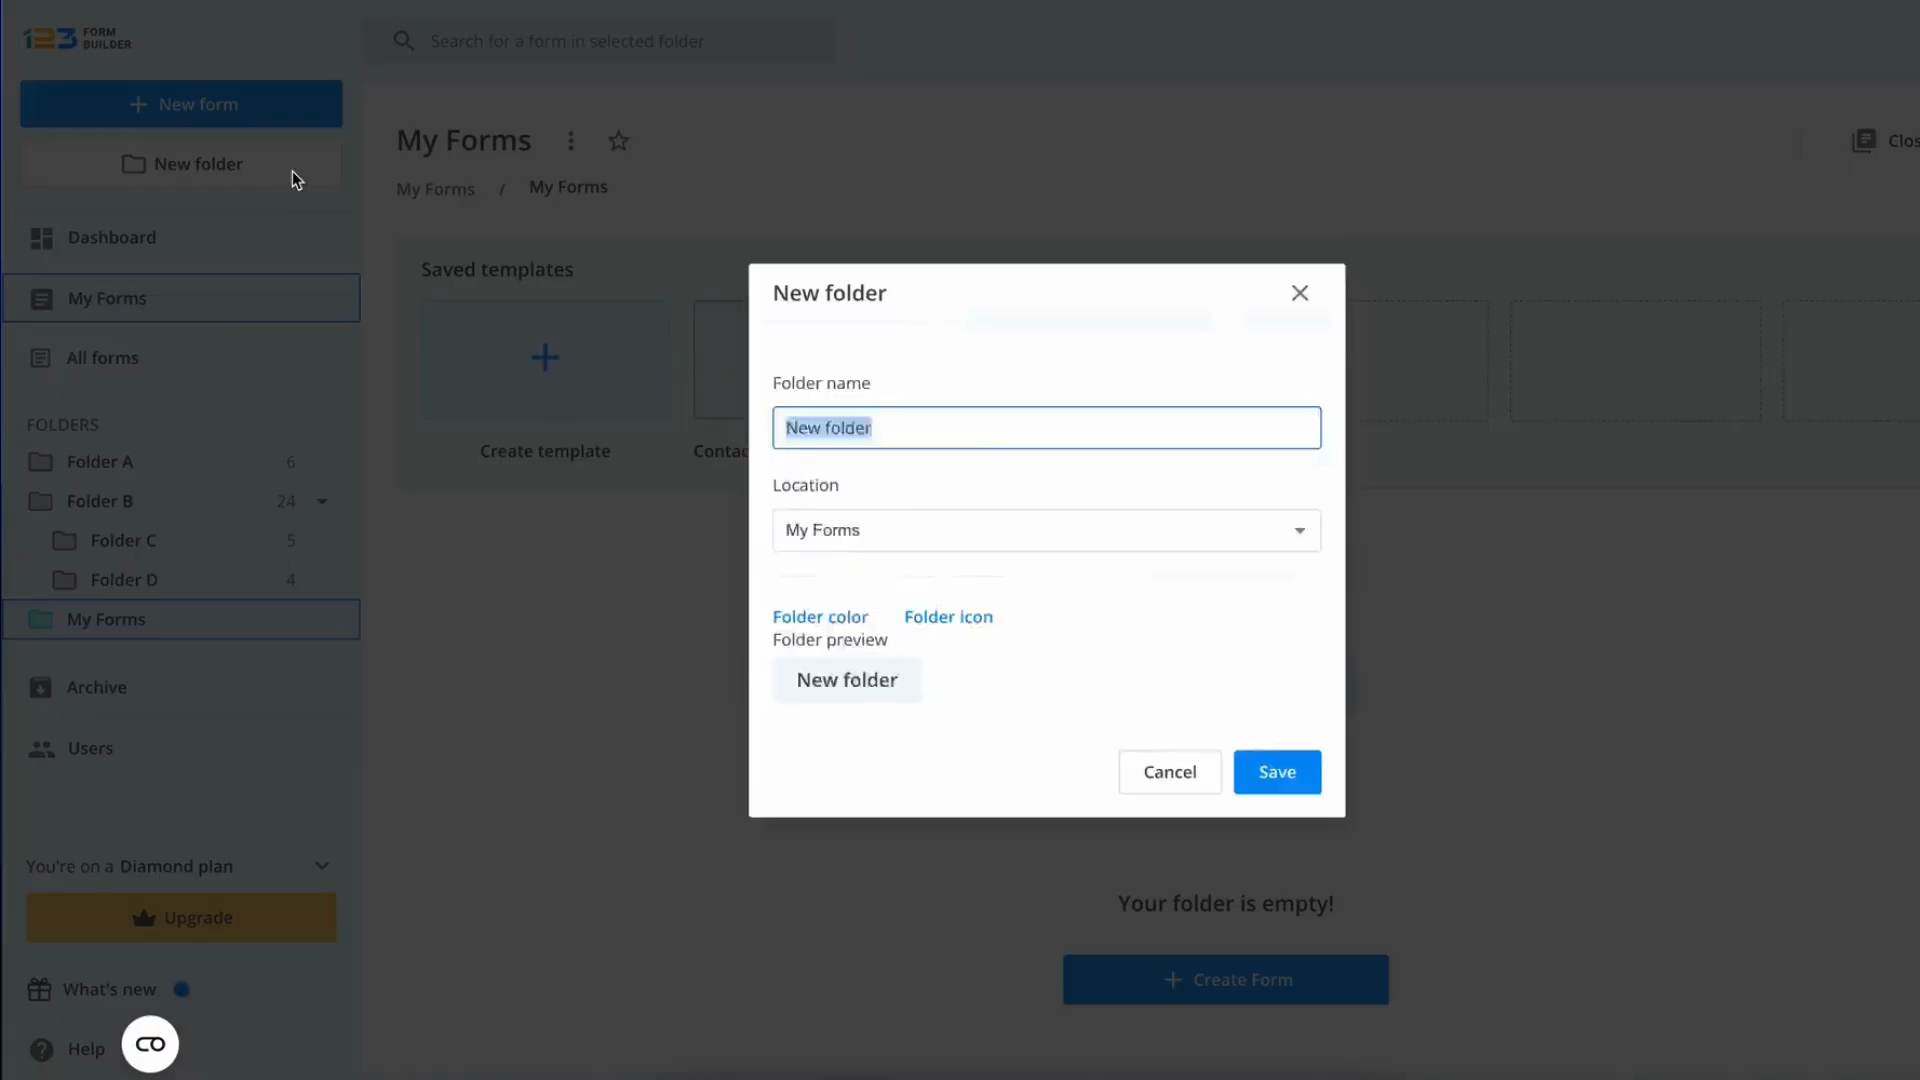 123 FORM BUILDER
Search for a form in selected folder
New form
New folder
Dashboard
My Forms
All forms
FOLDERS
Folder A 6
Folder B 24
Folder C 5
Folder D 4
My Forms
Archive
Users
You're on a Diamond plan
Upgrade
What's new
Help
My Forms
My Forms / My Forms
Saved templates
Create template
New folder
Folder name
New folder
Location
My Forms
Folder color Folder icon
Folder preview
New folder
Cancel Save
Your folder is empty!
Create Form